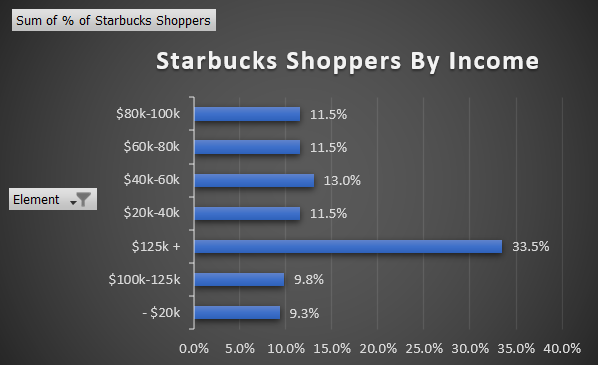 Sum of % of Starbucks Shoppers
Starbucks Shoppers By Income
Element
$80k-100k 11.5%
$60k-80k 11.5%
$40k-60k 13.0%
$20k-40k 11.5%
$125k + 33.5%
$100k-125k 9.8%
- $20k 9.3%
0.0% 5.0% 10.0% 15.0% 20.0% 25.0% 30.0% 35.0% 40.0%